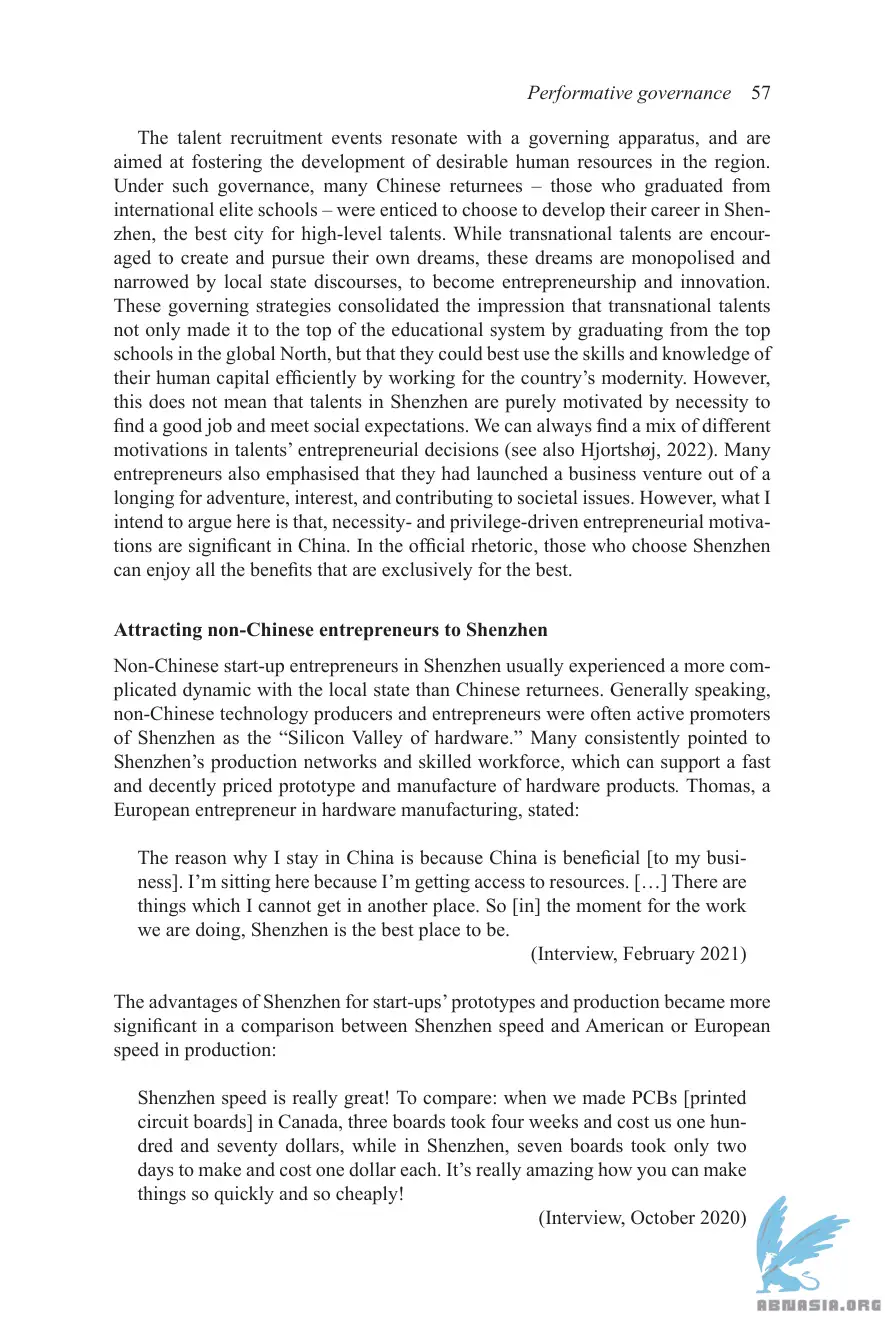 Performative governance 57
The talent recruitment events resonate with a governing apparatus, and are
aimed at fostering the development of desirable human resources in the region.
Under such governance, many Chinese returnees – those who graduated from
international elite schools – were enticed to choose to develop their career in Shen-
zhen, the best city for high-level talents. While transnational talents are encour-
aged to create and pursue their own dreams, these dreams are monopolised and
narrowed by local state discourses, to become entrepreneurship and innovation.
These governing strategies consolidated the impression that transnational talents
not only made it to the top of the educational system by graduating from the top
schools in the global North, but that they could best use the skills and knowledge of
their human capital efficiently by working for the country’s modernity. However,
this does not mean that talents in Shenzhen are purely motivated by necessity to
find a good job and meet social expectations. We can always find a mix of different
motivations in talents’ entrepreneurial decisions (see also Hjortshøj, 2022). Many
entrepreneurs also emphasised that they had launched a business venture out of a
longing for adventure, interest, and contributing to societal issues. However, what I
intend to argue here is that, necessity- and privilege-driven entrepreneurial motiva-
tions are significant in China. In the official rhetoric, those who choose Shenzhen
can enjoy all the benefits that are exclusively for the best.
Attracting non-Chinese entrepreneurs to Shenzhen
Non-Chinese start-up entrepreneurs in Shenzhen usually experienced a more com-
plicated dynamic with the local state than Chinese returnees. Generally speaking,
non-Chinese technology producers and entrepreneurs were often active promoters
of Shenzhen as the “Silicon Valley of hardware.” Many consistently pointed to
Shenzhen’s production networks and skilled workforce, which can support a fast
and decently priced prototype and manufacture of hardware products. Thomas, a
European entrepreneur in hardware manufacturing, stated:
The reason why I stay in China is because China is beneficial [to my busi-
ness]. I’m sitting here because I’m getting access to resources. […] There are
things which I cannot get in another place. So [in] the moment for the work
we are doing, Shenzhen is the best place to be.
(Interview, February 2021)
The advantages of Shenzhen for start-ups’ prototypes and production became more
significant in a comparison between Shenzhen speed and American or European
speed in production:
Shenzhen speed is really great! To compare: when we made PCBs [printed
circuit boards] in Canada, three boards took four weeks and cost us one hun-
dred and seventy dollars, while in Shenzhen, seven boards took only two
days to make and cost one dollar each. It’s really amazing how you can make
things so quickly and so cheaply!
(Interview, October 2020)
ABNASIA.ORG